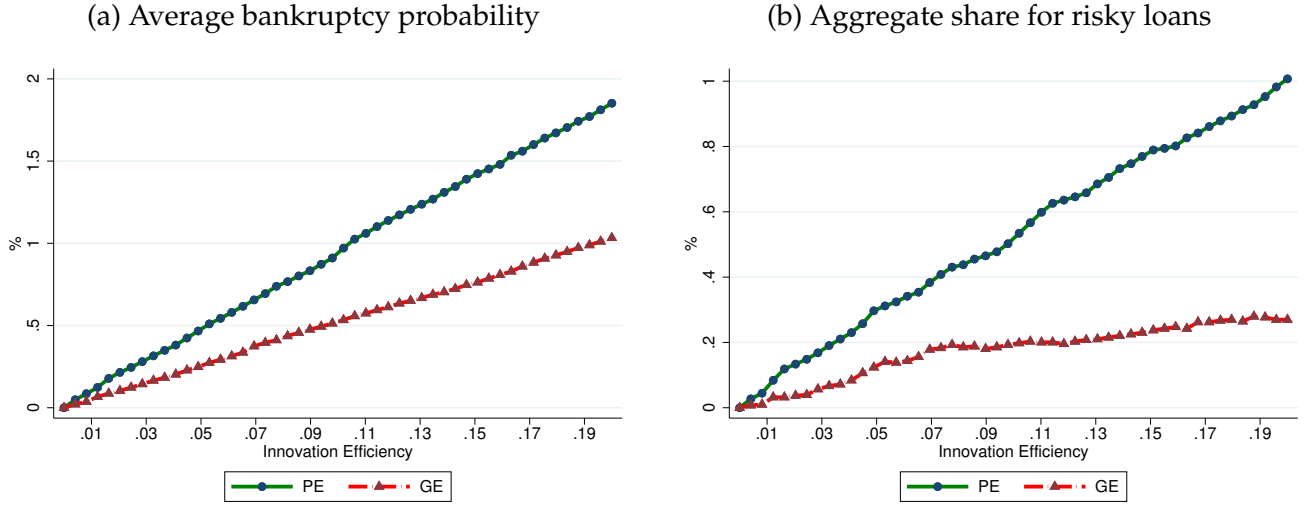 (a) Average bankruptcy probability
2
1.5
1
.5
0
%
.01 .03 .05 .07 .09 .11 .13 .15 .17 .19
Innovation Efficiency
PE GE
(b) Aggregate share for risky loans
1
.8
.6
.4
.2
0
%
.01 .03 .05 .07 .09 .11 .13 .15 .17 .19
Innovation Efficiency
PE GE